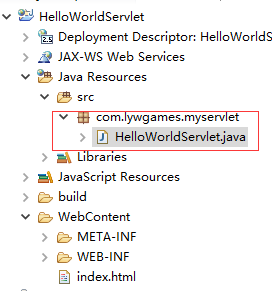 HelloWorldServlet
Deployment Descriptor: HelloWorldS
JAX-WS Web Services
Java Resources
src
com.lywgames.myservlet
HelloWorldServlet.java
Libraries
JavaScript Resources
build
WebContent
META-INF
WEB-INF
index.html